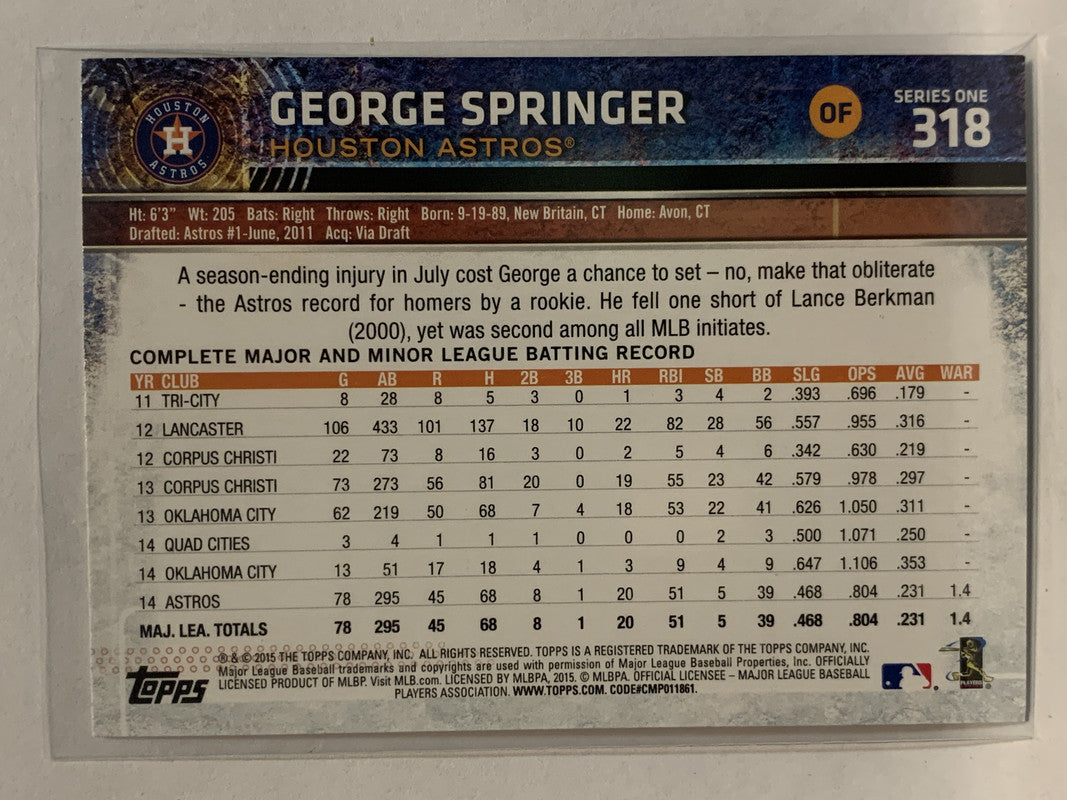 HOUSTON
H
ASTROS
GEORGE SPRINGER
HOUSTON ASTROS®
OF
SERIES ONE
318
Ht: 6'3" Wt: 205 Bats: Right Throws: Right Born: 9-19-89, New Britain, CT Home: Avon, CT
Drafted: Astros #1-June, 2011 Acq: Via Draft
A season-ending injury in July cost George a chance to set – no, make that obliterate
- the Astros record for homers by a rookie. He fell one short of Lance Berkman
(2000), yet was second among all MLB initiates.
COMPLETE MAJOR AND MINOR LEAGUE BATTING RECORD
YR CLUB G AB R H 2B 3B HR RBI SB BB SLG OPS AVG WAR
11 TRI-CITY 8 28 8 5 3 0 1 3 4 2 .393 .696 .179 -
12 LANCASTER 106 433 101 137 18 10 22 82 28 56 .557 .955 .316 -
12 CORPUS CHRISTI 22 73 8 16 3 0 2 5 4 6 .342 .630 .219 -
13 CORPUS CHRISTI 73 273 56 81 20 0 19 55 23 42 .579 .978 .297 -
13 OKLAHOMA CITY 62 219 50 68 7 4 18 53 22 41 .626 1.050 .311 -
14 QUAD CITIES 3 4 1 1 1 0 0 0 2 3 .500 1.071 .250 -
14 OKLAHOMA CITY 13 51 17 18 4 1 3 9 4 9 .647 1.106 .353 -
14 ASTROS 78 295 45 68 8 1 20 51 5 39 .468 .804 .231 1.4
MAJ. LEA. TOTALS 78 295 45 68 8 1 20 51 5 39 .468 .804 .231 1.4
® & © 2015 THE TOPPS COMPANY, INC. ALL RIGHTS RESERVED. TOPPS IS A REGISTERED TRADEMARK OF THE TOPPS COMPANY, INC.
Major League Baseball trademarks and copyrights are used with permission of Major League Baseball Properties, Inc. OFFICIALLY
LICENSED PRODUCT OF MLBP. Visit MLB.com. LICENSED BY MLBPA, 2015. © MLBPA. OFFICIAL LICENSEE – MAJOR LEAGUE BASEBALL
PLAYERS ASSOCIATION. WWW.TOPPS.COM. CODE#CMP011861.
TOPPS
PLAYERS